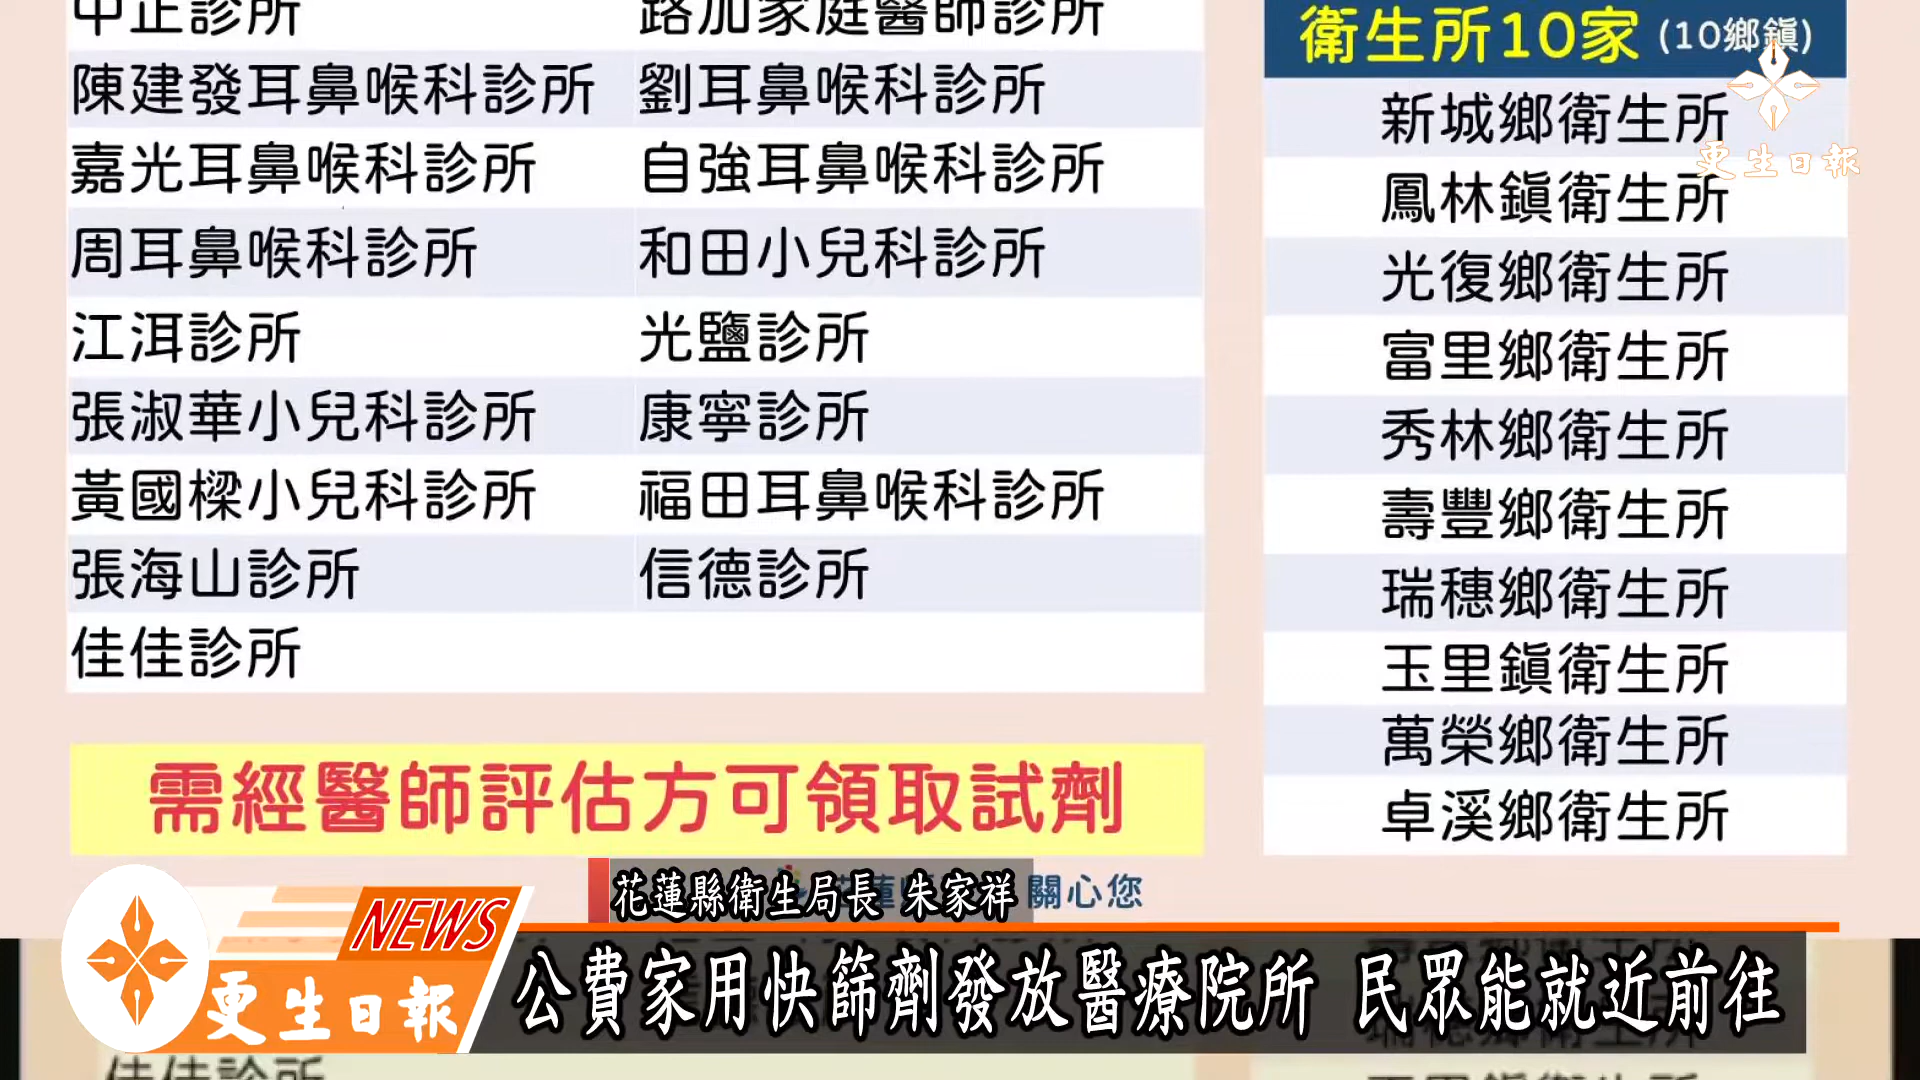 中正診所 路加家庭醫師診所
陳建發耳鼻喉科診所 劉耳鼻喉科診所
嘉光耳鼻喉科診所 自強耳鼻喉科診所
周耳鼻喉科診所 和田小兒科診所
江洱診所 光鹽診所
張淑華小兒科診所 康寧診所
黃國樑小兒科診所 福田耳鼻喉科診所
張海山診所 信德診所
佳佳診所
衛生所10家 (10鄉鎮)
新城鄉衛生所
鳳林鎮衛生所
光復鄉衛生所
富里鄉衛生所
秀林鄉衛生所
壽豐鄉衛生所
瑞穗鄉衛生所
玉里鎮衛生所
萬榮鄉衛生所
卓溪鄉衛生所
更生日報
需經醫師評估方可領取試劑
花蓮縣衛生局長 朱家祥
關心您
NEWS
更生日報
公費家用快篩劑發放醫療院所 民眾能就近前往
佳佳診所